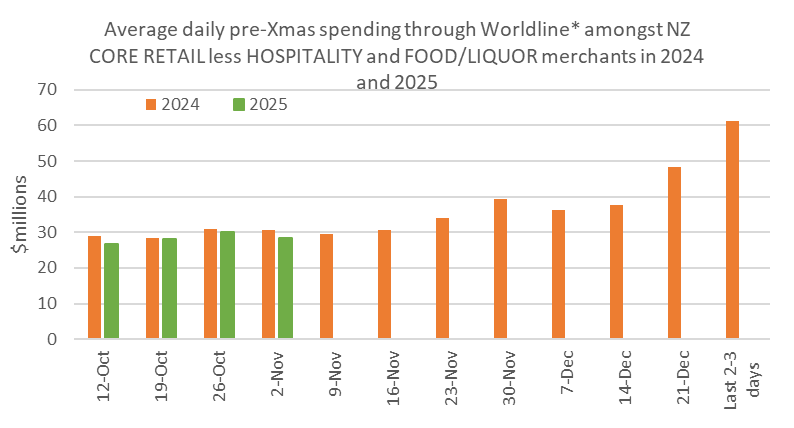 Average daily pre-Xmas spending through Worldline* amongst NZ
CORE RETAIL less HOSPITALITY and FOOD/LIQUOR merchants in 2024
and 2025
70
2024
2025
60
50
40
30
20
10
0
$millions
12-Oct
19-Oct
26-Oct
2-Nov
9-Nov
16-Nov
23-Nov
30-Nov
7-Dec
14-Dec
21-Dec
Last 2-3
days